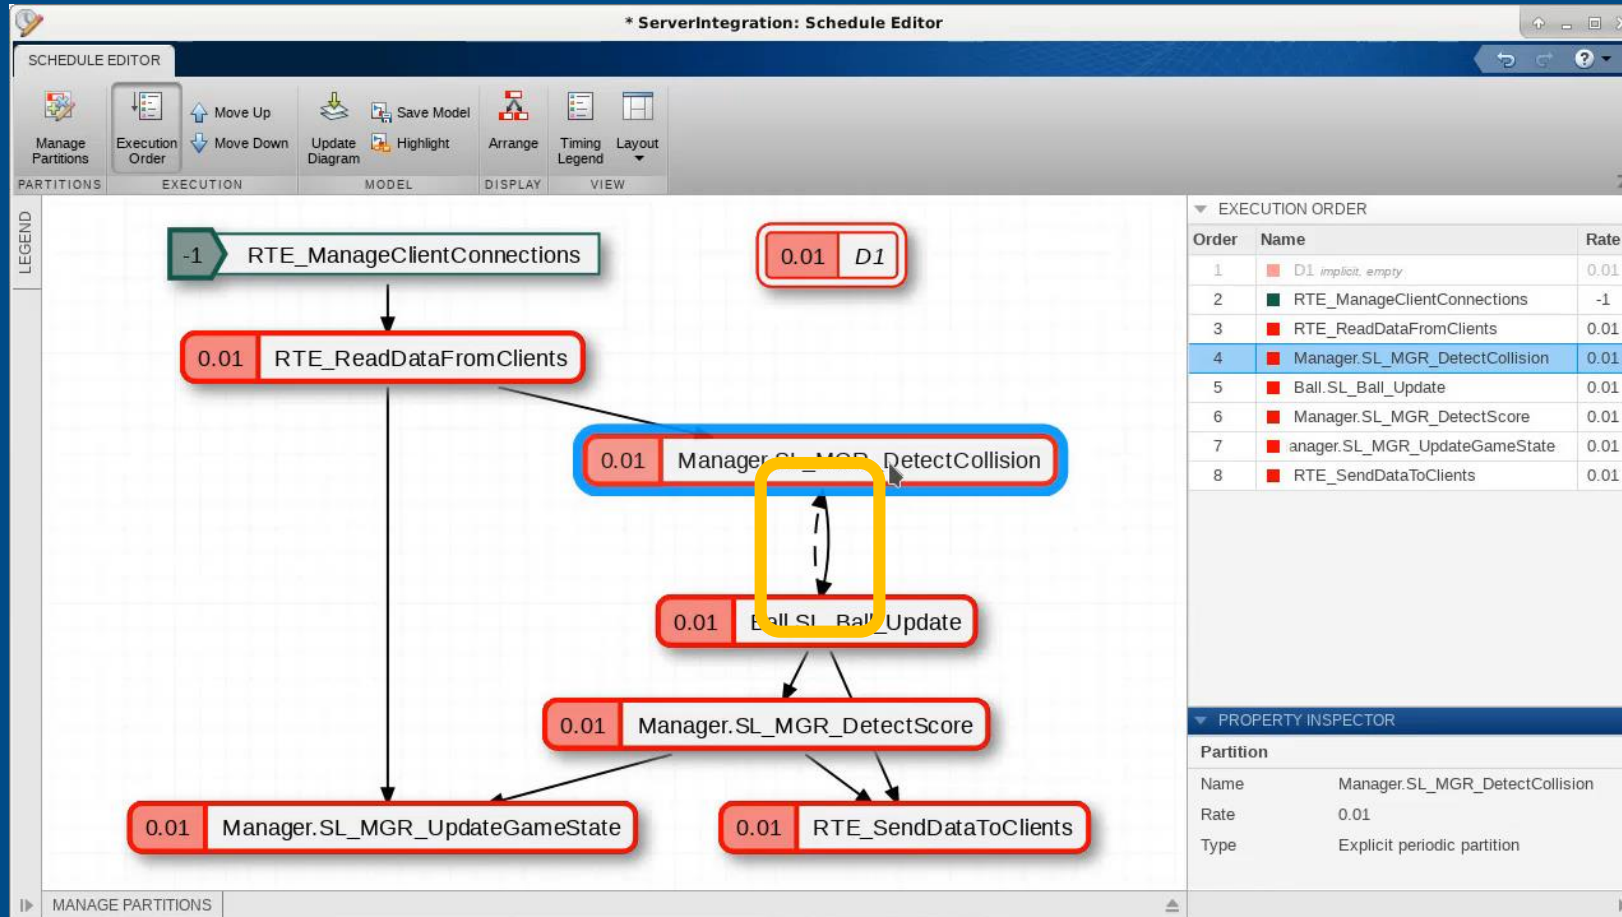 * ServerIntegration: Schedule Editor
SCHEDULE EDITOR
Manage Partitions
Execution Order
Move Up
Move Down
Update Diagram
Save Model
Highlight
Arrange
Timing Legend
Layout
PARTITIONS EXECUTION MODEL DISPLAY VIEW
LEGEND
-1 RTE_ManageClientConnections
0.01 D1
0.01 RTE_ReadDataFromClients
0.01 Manager.SL_MGR_DetectCollision
0.01 Ball.SL_Ball_Update
0.01 Manager.SL_MGR_DetectScore
0.01 Manager.SL_MGR_UpdateGameState
0.01 RTE_SendDataToClients
EXECUTION ORDER
Order Name Rate
1 D1 implicit, empty 0.01
2 RTE_ManageClientConnections -1
3 RTE_ReadDataFromClients 0.01
4 Manager.SL_MGR_DetectCollision 0.01
5 Ball.SL_Ball_Update 0.01
6 Manager.SL_MGR_DetectScore 0.01
7 anager.SL_MGR_UpdateGameState 0.01
8 RTE_SendDataToClients 0.01
PROPERTY INSPECTOR
Partition
Name Manager.SL_MGR_DetectCollision
Rate 0.01
Type Explicit periodic partition
MANAGE PARTITIONS